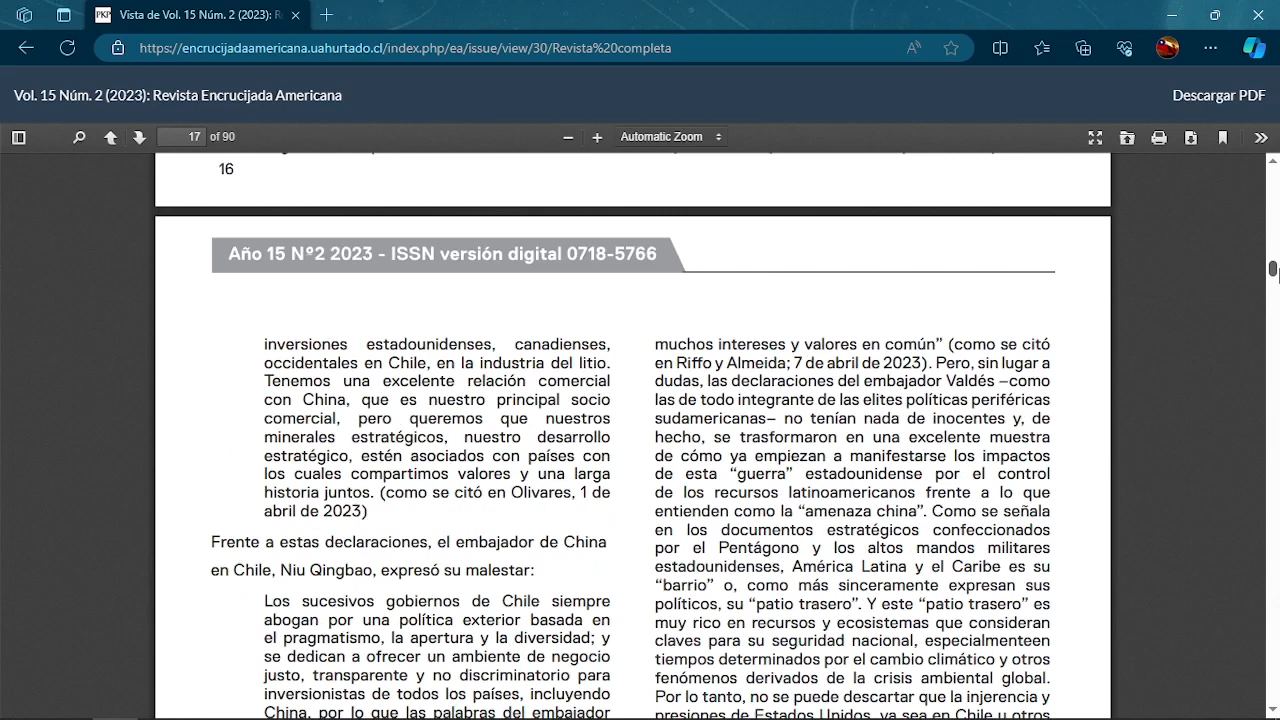 Vista de Vol. 15 Núm. 2 (2023): R
https://encrucijadaamericana.uahurtado.cl/index.php/ea/issue/view/30/Revista%20completa
Vol. 15 Núm. 2 (2023): Revista Encrucijada Americana
Descargar PDF
17 of 90
Automatic Zoom
16
Año 15 Nº2 2023 - ISSN versión digital 0718-5766
inversiones estadounidenses, canadienses,
occidentales en Chile, en la industria del litio.
Tenemos una excelente relación comercial
con China, que es nuestro principal socio
comercial, pero queremos que nuestros
minerales estratégicos, nuestro desarrollo
estratégico, estén asociados con países con
los cuales compartimos valores y una larga
historia juntos. (como se citó en Olivares, 1 de
abril de 2023)
Frente a estas declaraciones, el embajador de China
en Chile, Niu Qingbao, expresó su malestar:
Los sucesivos gobiernos de Chile siempre
abogan por una política exterior basada en
el pragmatismo, la apertura y la diversidad; y
se dedican a ofrecer un ambiente de negocio
justo, transparente y no discriminatorio para
inversionistas de todos los países, incluyendo
China, por lo que las palabras del embajador
muchos intereses y valores en común” (como se citó
en Riffo y Almeida; 7 de abril de 2023). Pero, sin lugar a
dudas, las declaraciones del embajador Valdés –como
las de todo integrante de las elites políticas periféricas
sudamericanas– no tenían nada de inocentes y, de
hecho, se trasformaron en una excelente muestra
de cómo ya empiezan a manifestarse los impactos
de esta “guerra” estadounidense por el control
de los recursos latinoamericanos frente a lo que
entienden como la “amenaza china”. Como se señala
en los documentos estratégicos confeccionados
por el Pentágono y los altos mandos militares
estadounidenses, América Latina y el Caribe es su
“barrio” o, como más sinceramente expresan sus
políticos, su “patio trasero”. Y este “patio trasero” es
muy rico en recursos y ecosistemas que consideran
claves para su seguridad nacional, especialmenteen
tiempos determinados por el cambio climático y otros
fenómenos derivados de la crisis ambiental global.
Por lo tanto, no se puede descartar que la injerencia y
presiones de Estados Unidos, ya sea en Chile u otros